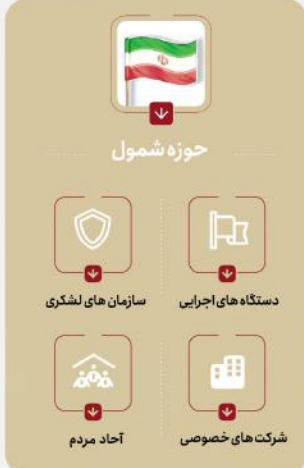 حوزه شمول
دستگاه های اجرایی
سازمان های لشکری
شرکت های خصوصی
آحاد مردم